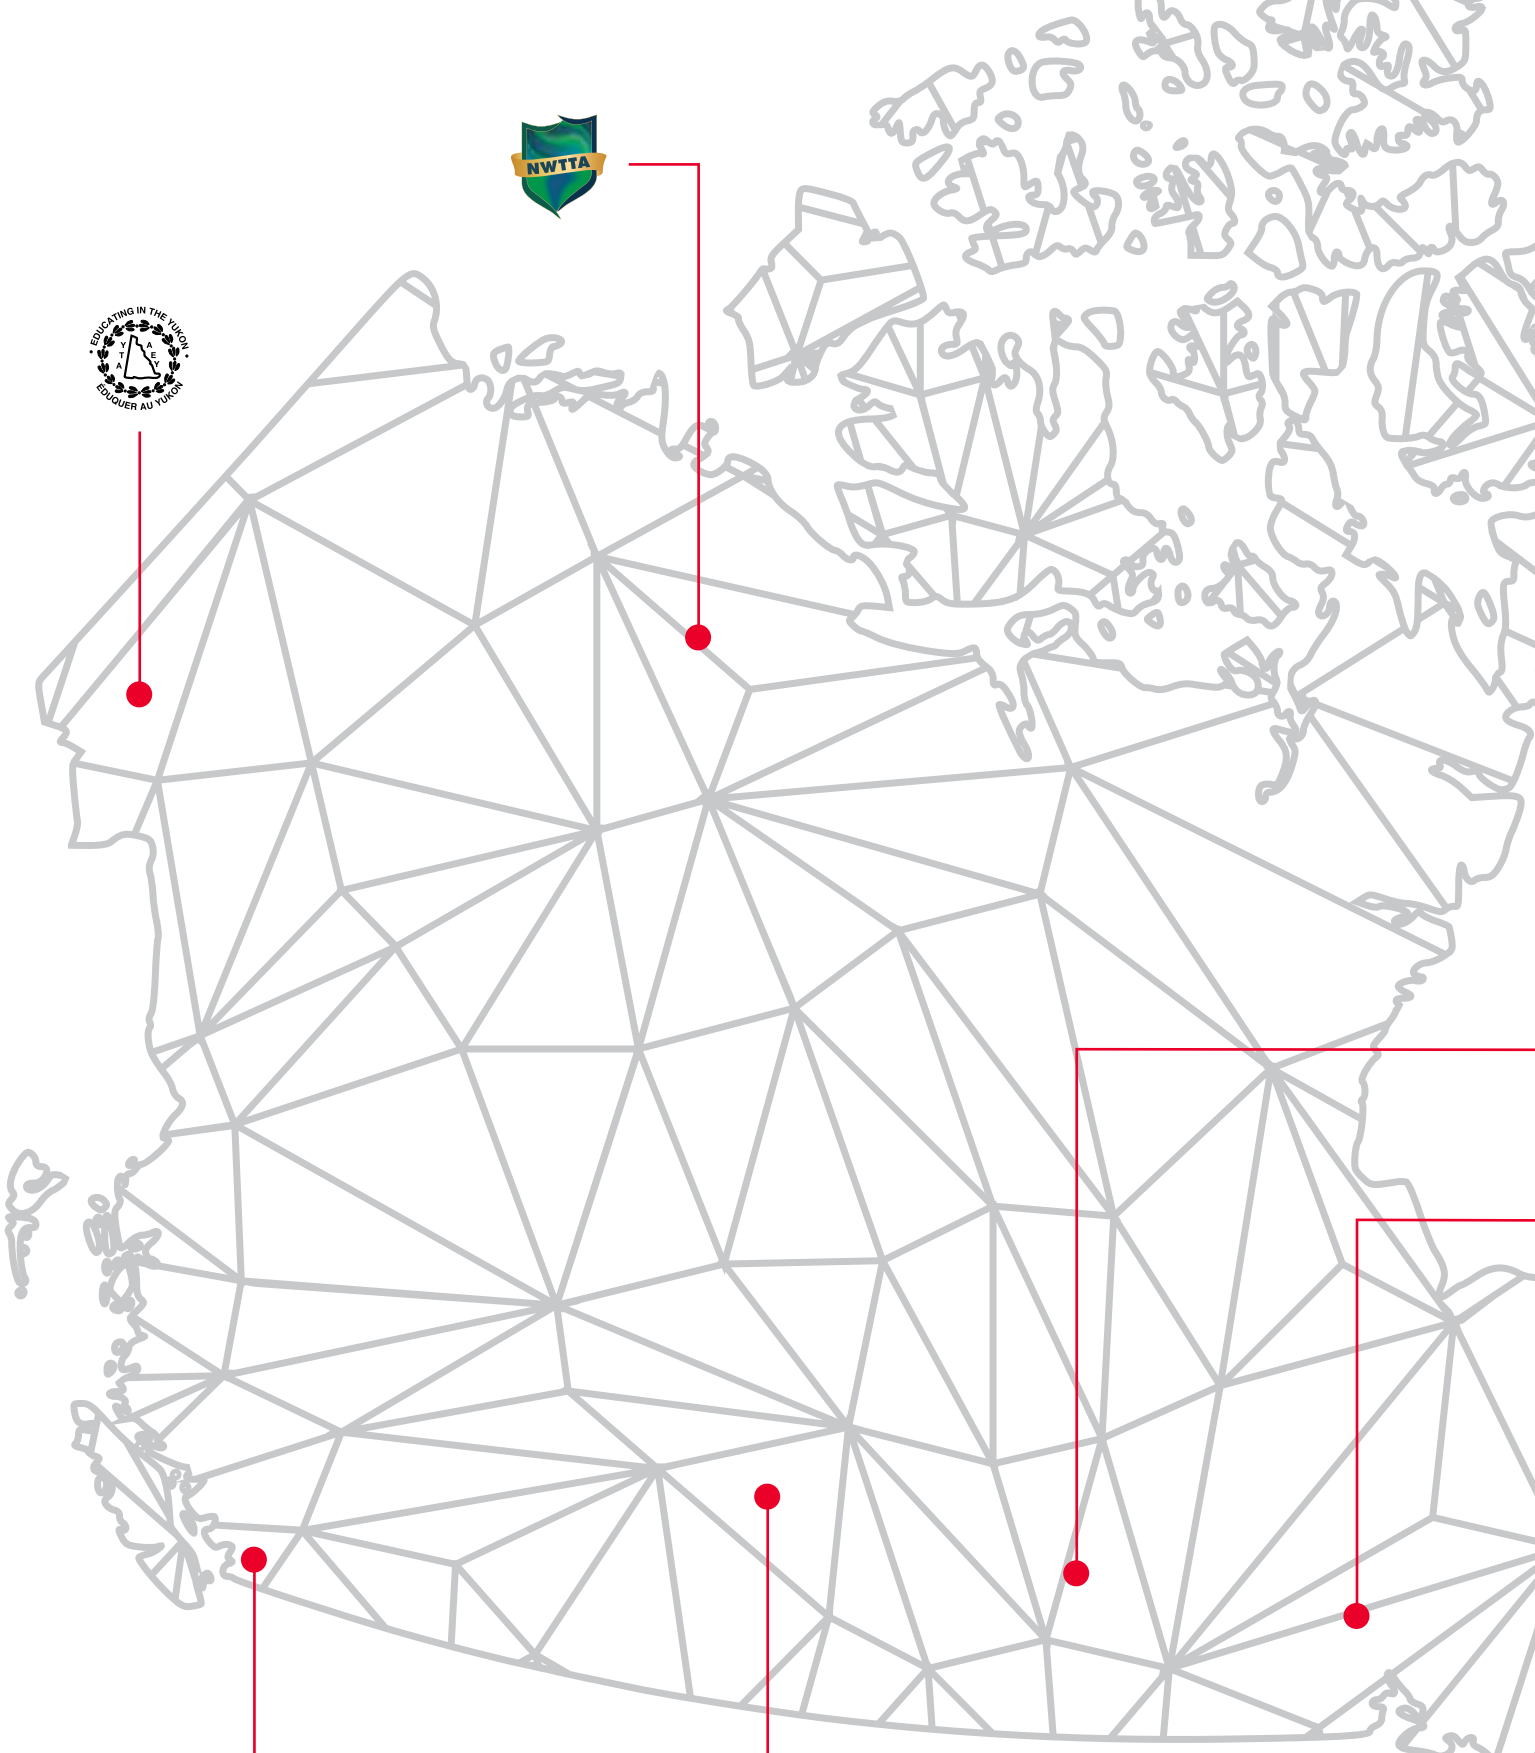 NWTTA
• EDUCATING IN THE YUKON •
Y A
T E
A Y
EDUQUER AU YUKON